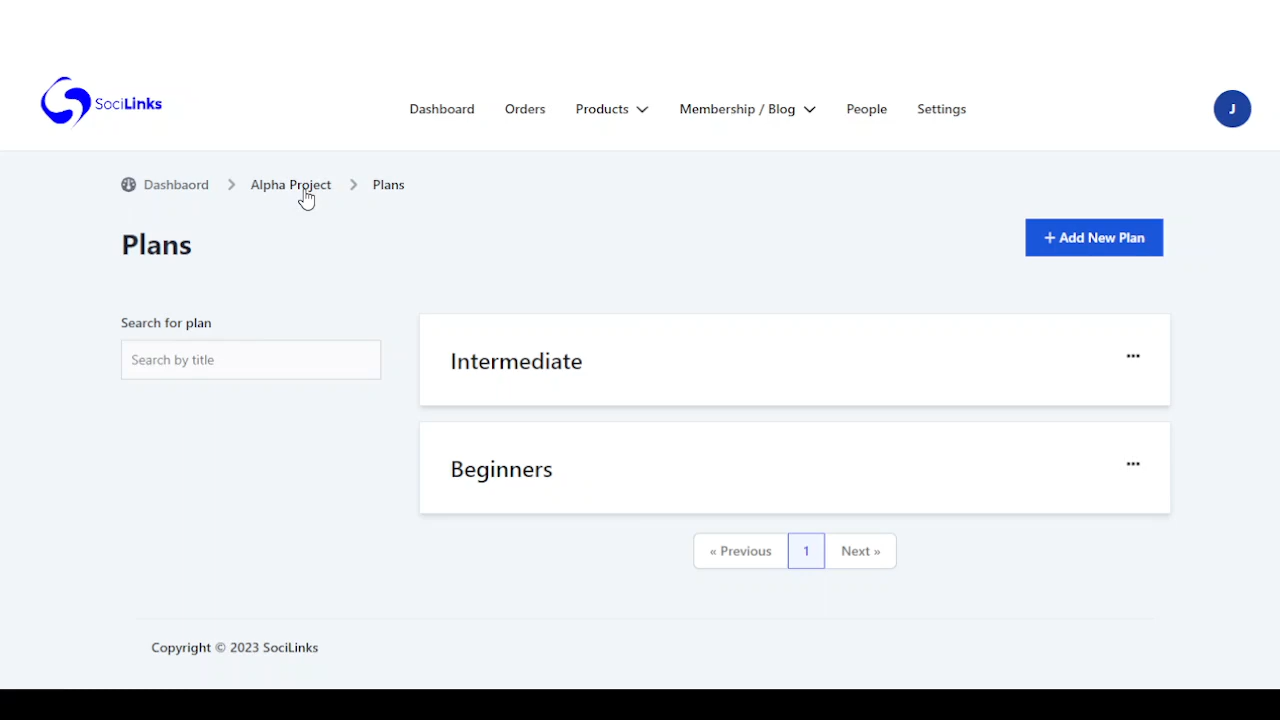 SociLinks
Dashboard Orders Products Membership / Blog People Settings
J
Dashbaord Alpha Project Plans
Plans
+ Add New Plan
Search for plan
Search by title
Intermediate
...
Beginners
...
« Previous 1 Next »
Copyright © 2023 SociLinks